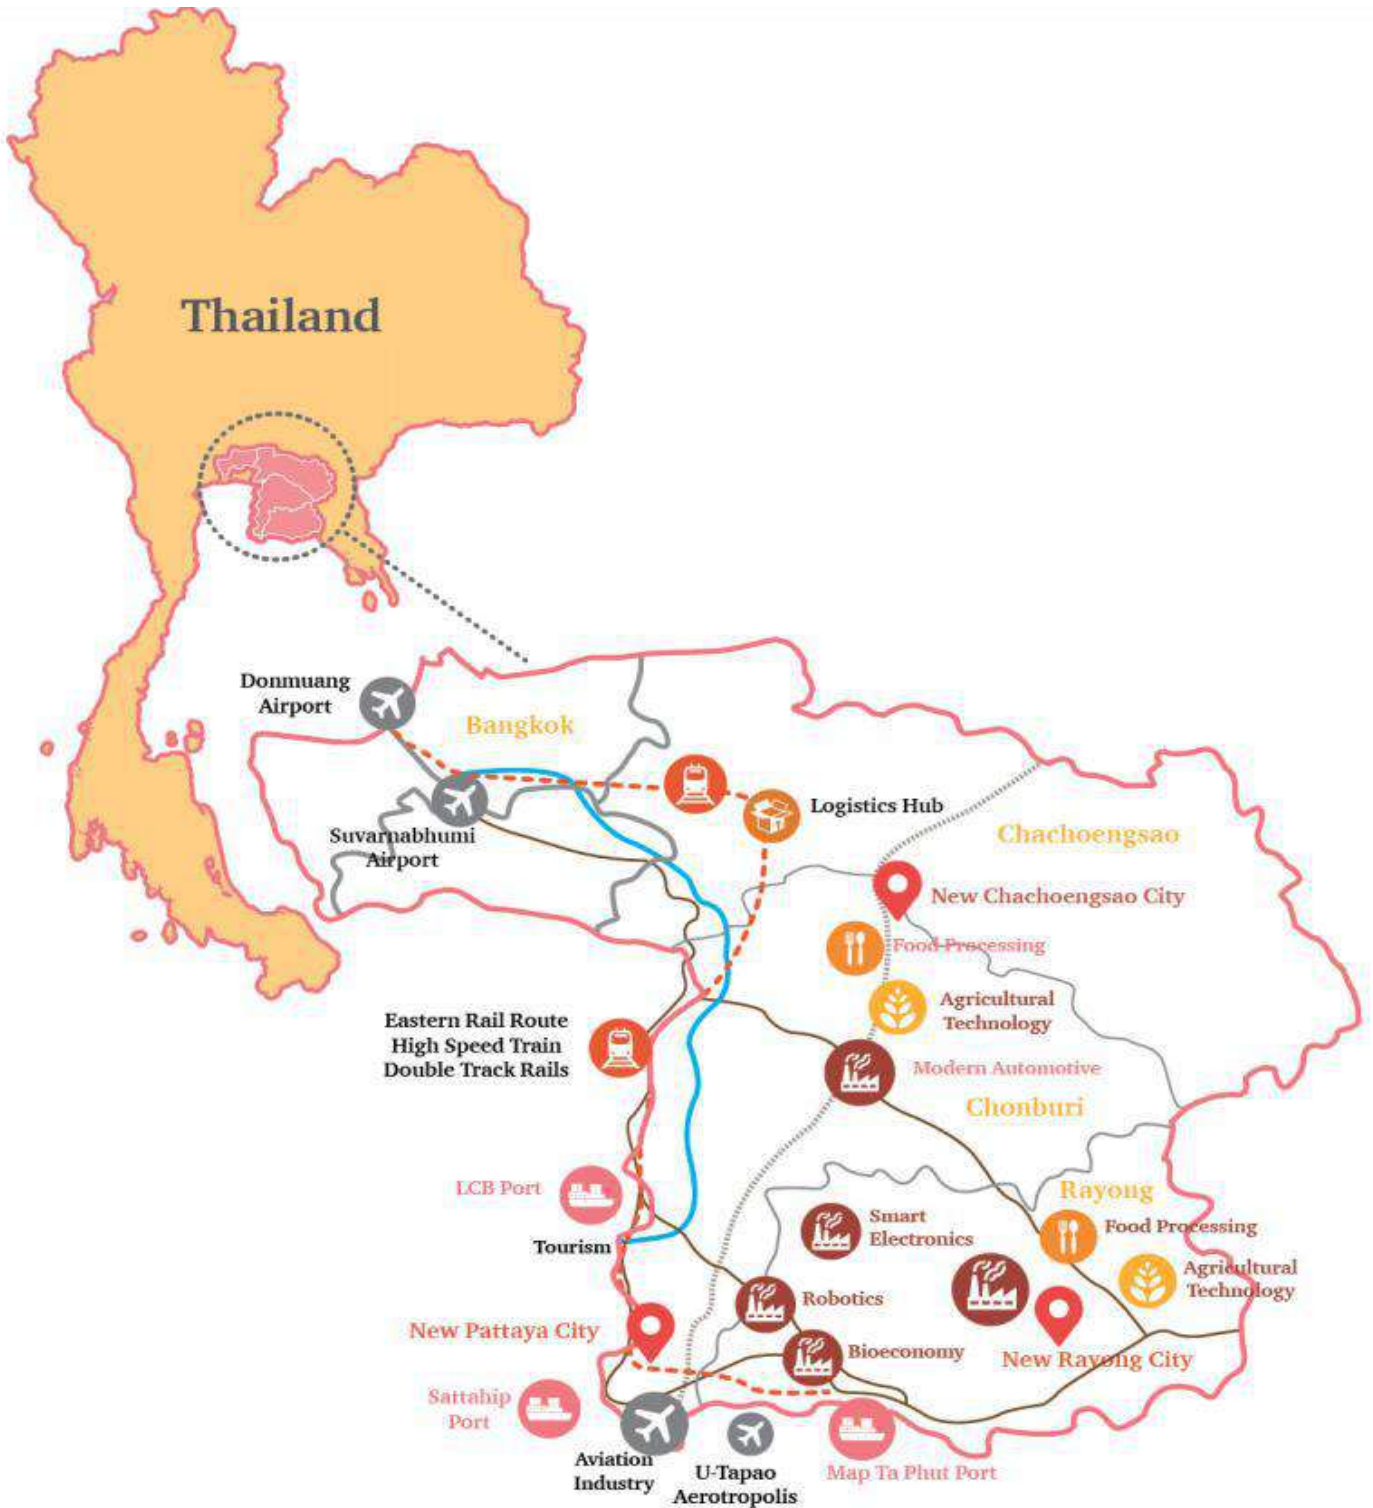 Thailand
Donmuang
Airport
Bangkok
Suvarnabhumi
Airport
Logistics Hub
Chachoengsao
New Chachoengsao City
Food Processing
Agricultural
Technology
Eastern Rail Route
High Speed Train
Double Track Rails
Modern Automotive
Chonburi
LCB Port
Rayong
Smart
Electronics
Food Processing
Tourism
Agricultural
Technology
Robotics
New Pattaya City
Bioeconomy
New Rayong City
Sattahip
Port
Aviation
Industry
U-Tapao
Aerotropolis
Map Ta Phut Port